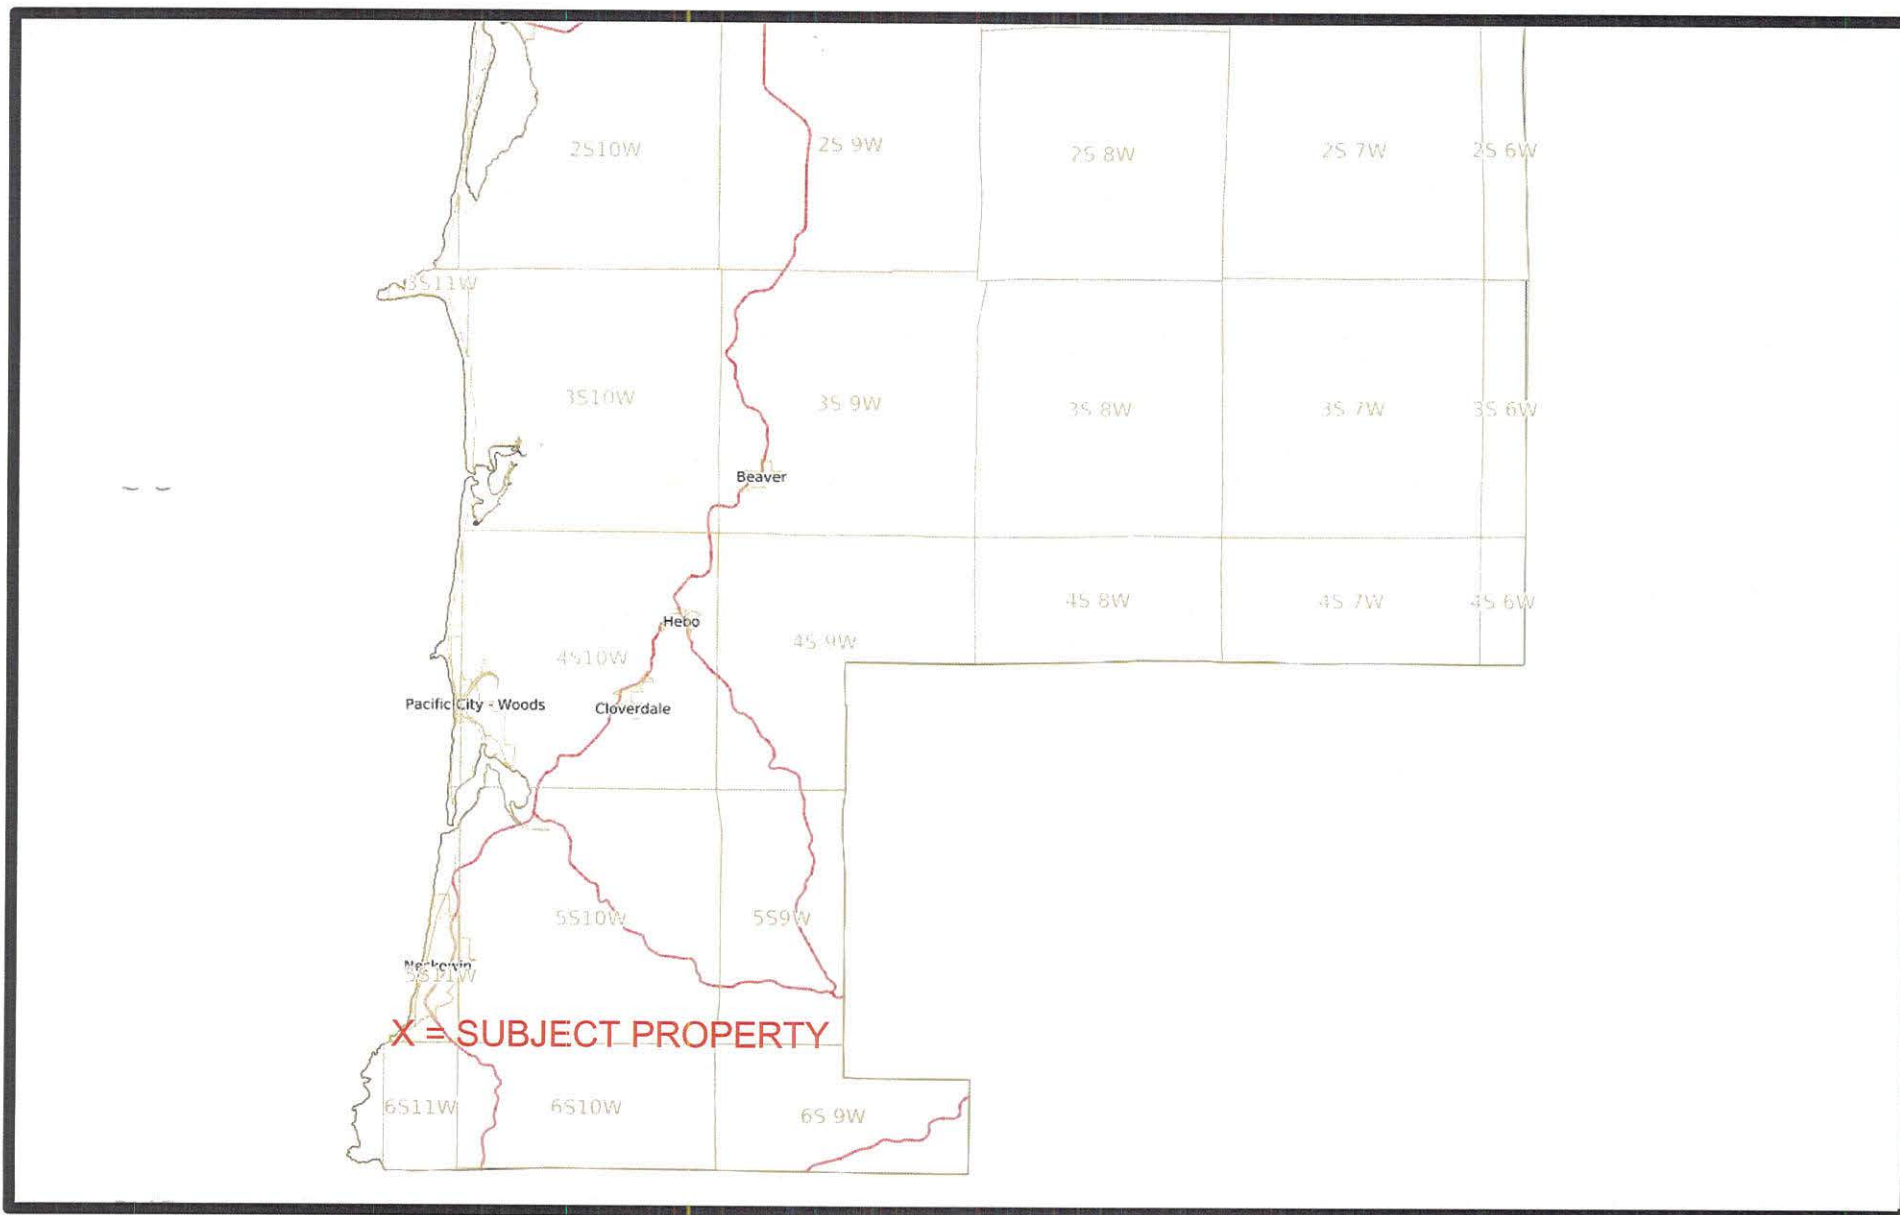 2S10W
2S 9W
2S 8W
2S 7W
2S 6W
3S11W
3S10W
3S 9W
3S 8W
3S 7W
3S 6W
Beaver
4S 8W
4S 7W
4S 6W
Hebo
4S 9W
4S10W
Pacific City - Woods
Cloverdale
5S10W
5S9W
Neskowin
5S11W
X = SUBJECT PROPERTY
6S11W
6S10W
6S 9W